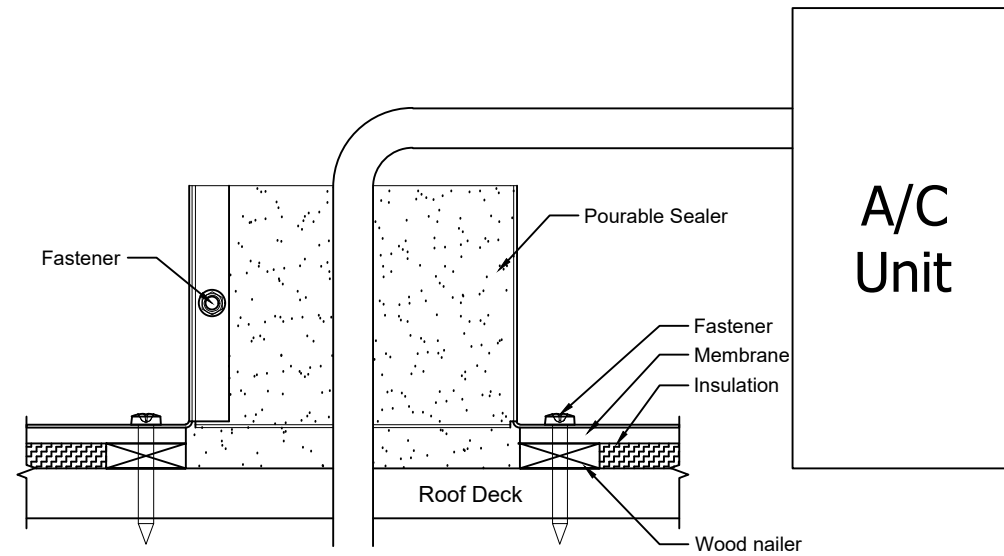 A/C
Unit
Pourable Sealer
Fastener
Fastener
Membrane
Insulation
Roof Deck
Wood nailer